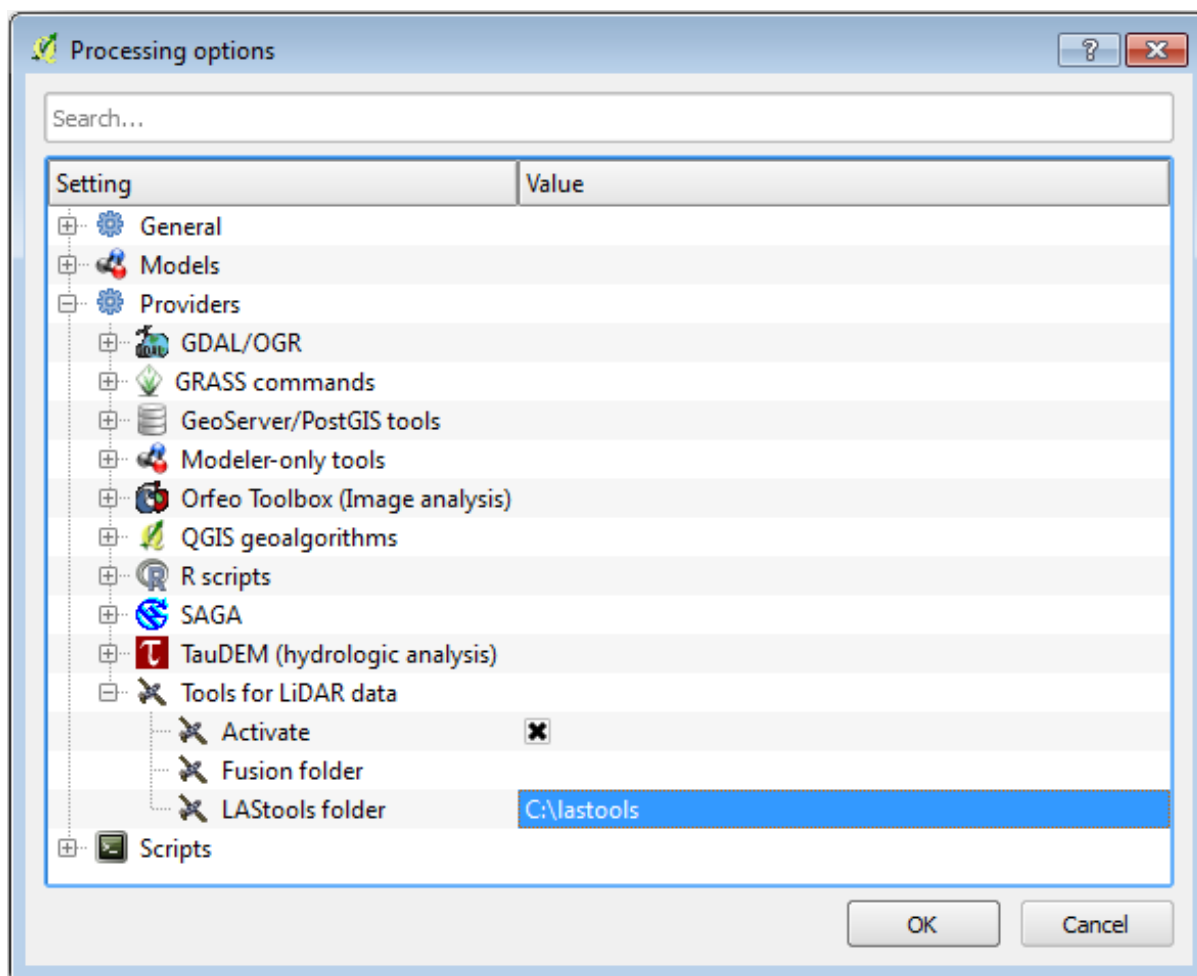 Processing options
Search...
Setting Value
General
Models
Providers
GDAL/OGR
GRASS commands
GeoServer/PostGIS tools
Modeler-only tools
Orfeo Toolbox (Image analysis)
QGIS geoalgorithms
R scripts
SAGA
TauDEM (hydrologic analysis)
Tools for LiDAR data
Activate
Fusion folder
LAStools folder C:\lastools
Scripts
OK Cancel